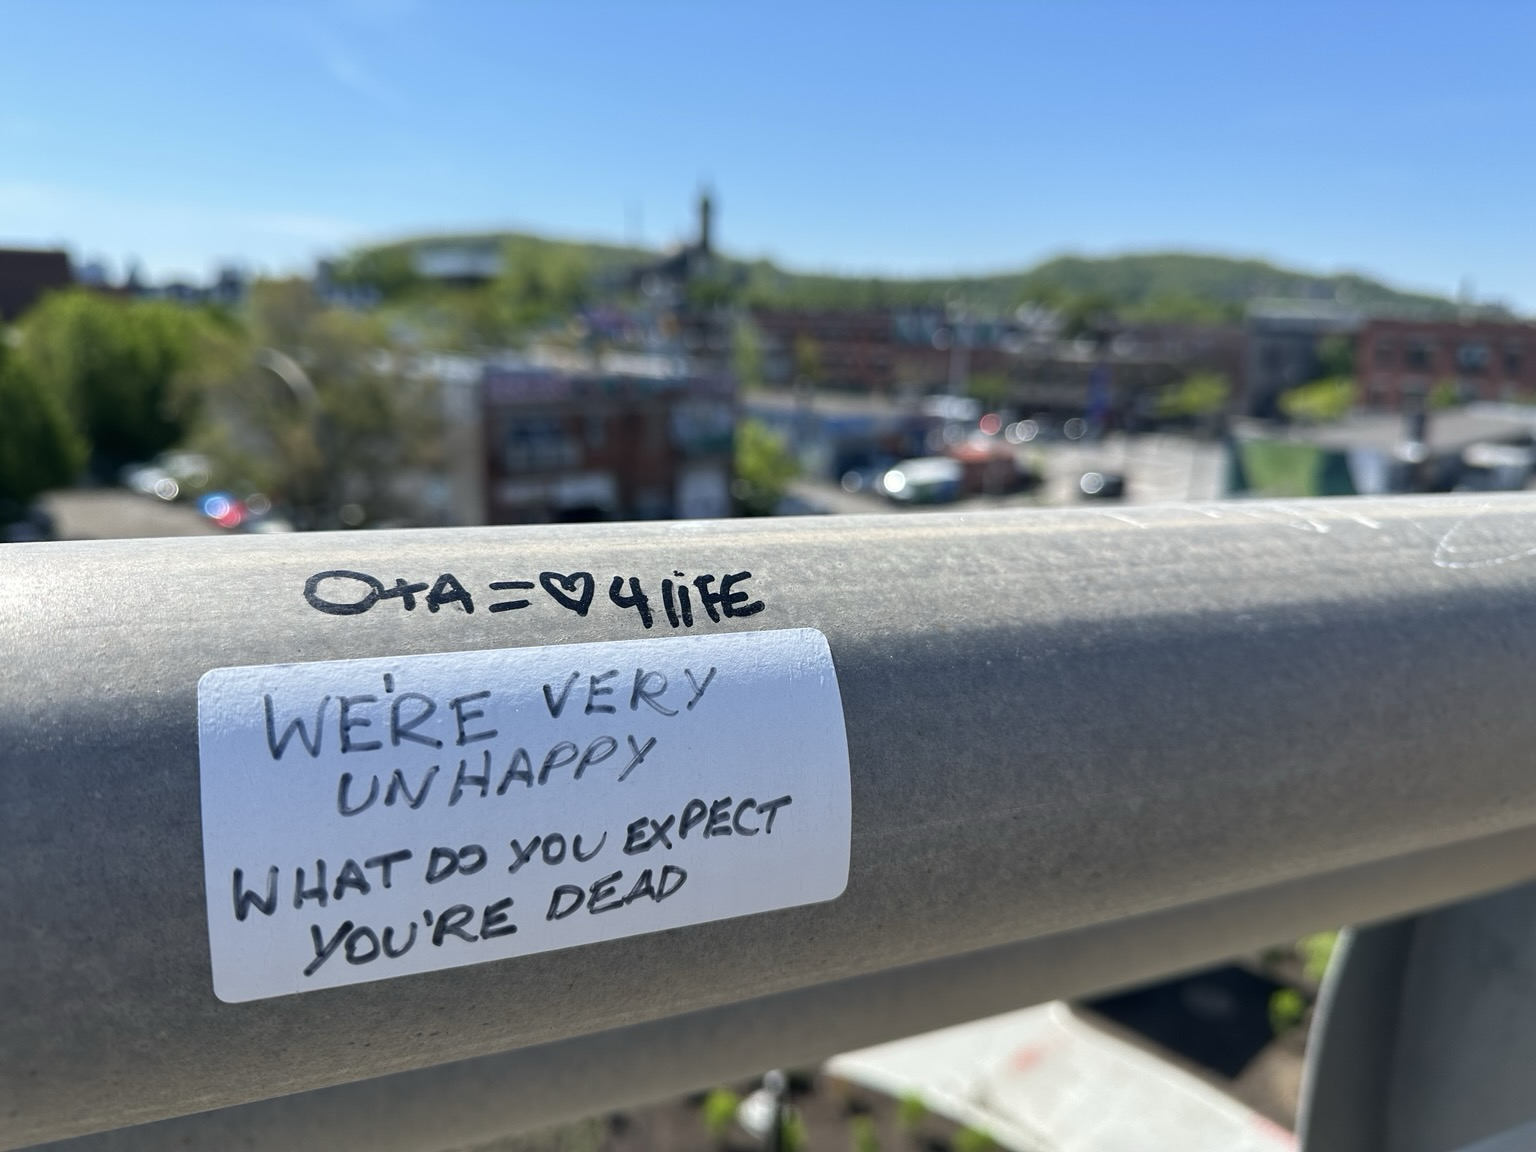 O+A=♡4liFE
WE'RE VERY
UNHAPPY
WHAT DO YOU EXPECT
YOU'RE DEAD